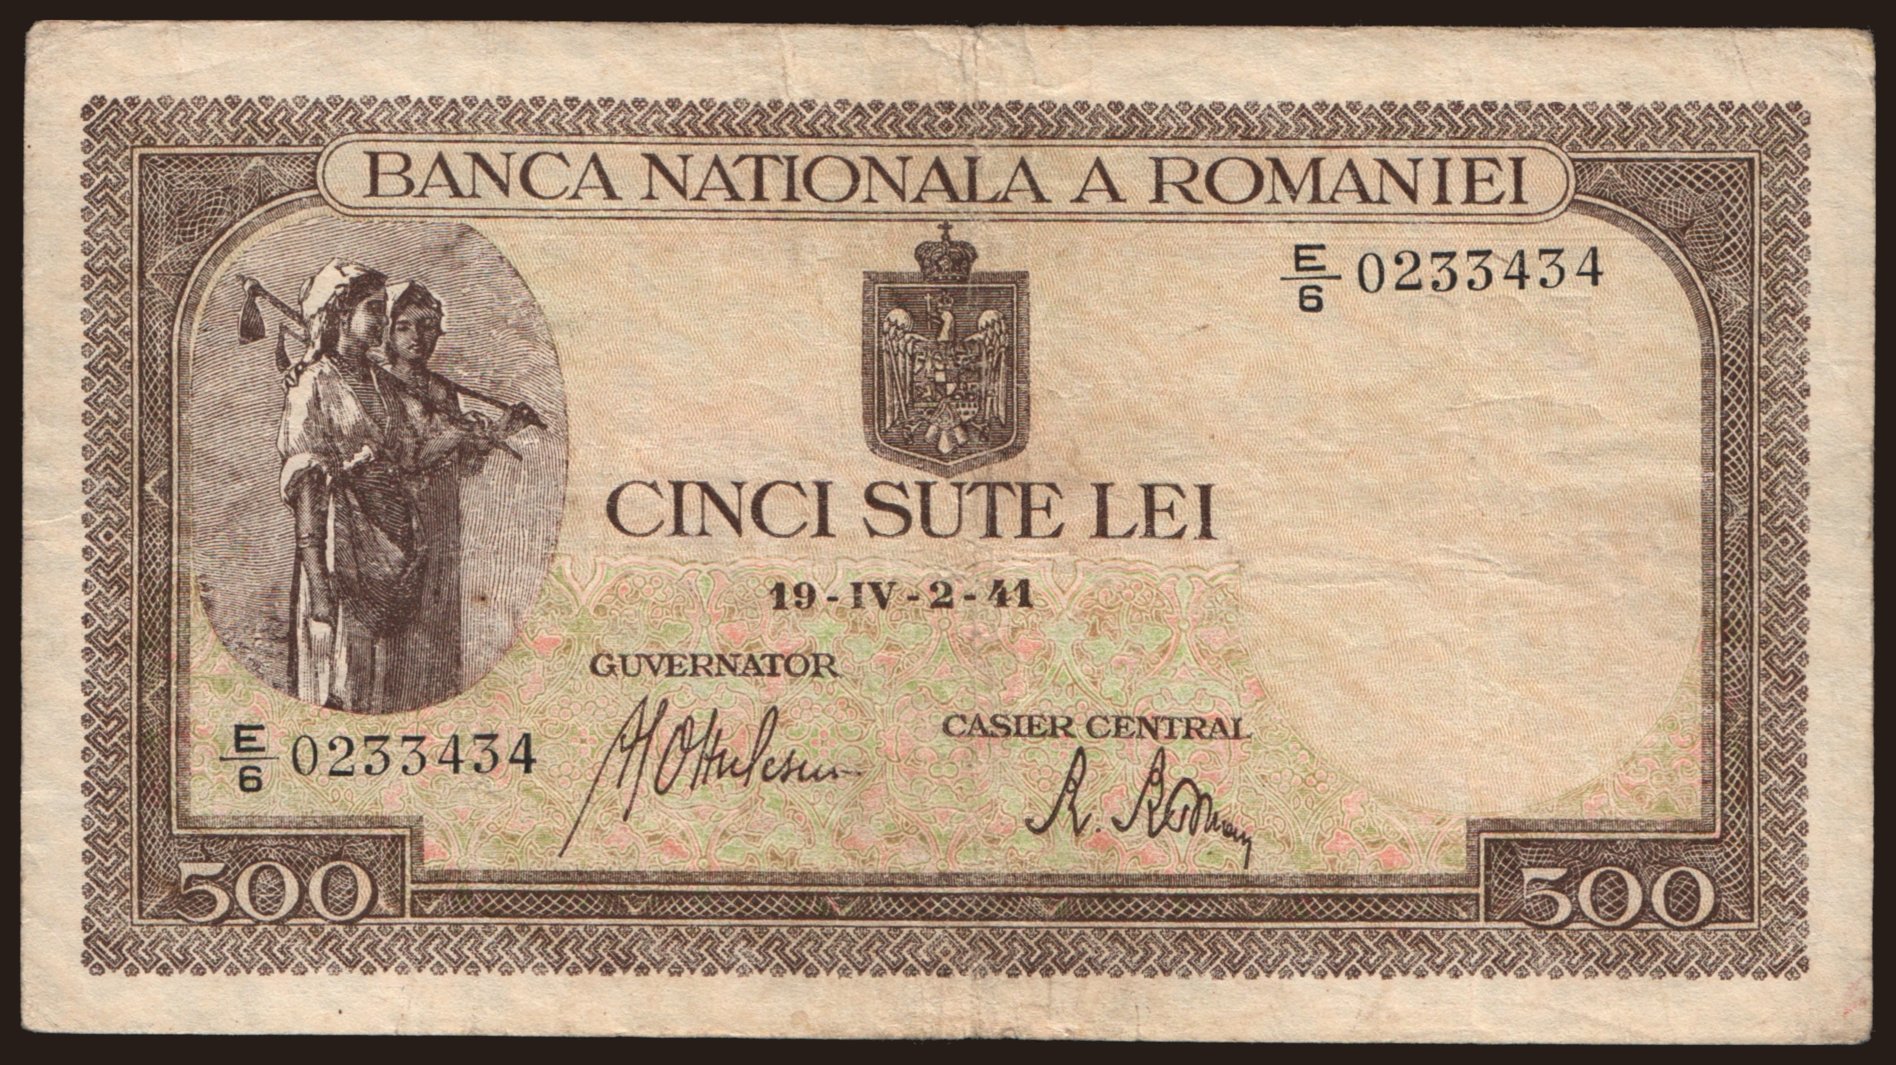 BANCA NATIONALA A ROMANIEI
E/6 0233434
CINCI SUTE LEI
19-IV-2-41
GUVERNATOR
CASIER CENTRAL
E/6 0233434
500
500